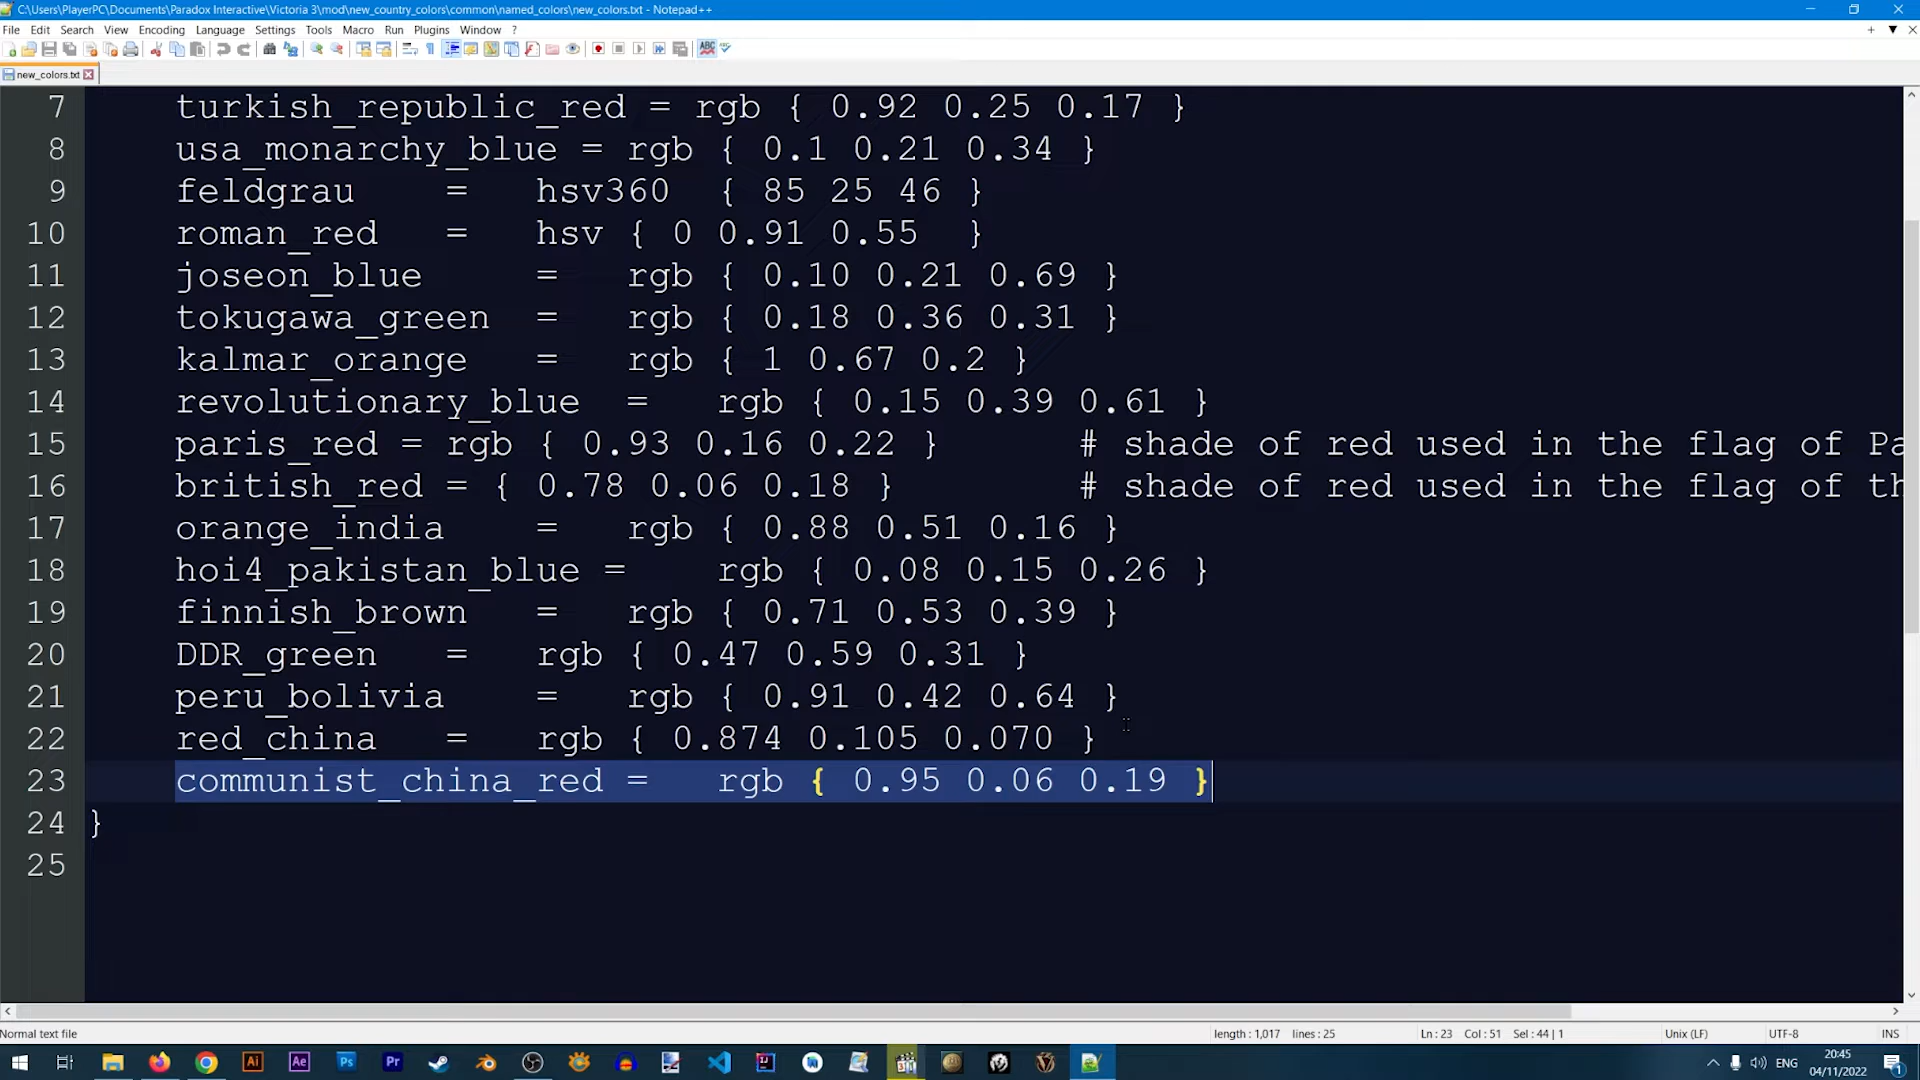 C:\Users\PlayerPC\Documents\Paradox Interactive\Victoria 3\mod\new_country_colors\common\named_colors\new_colors.txt - Notepad++
File Edit Search View Encoding Language Settings Tools Macro Run Plugins Window ?
new_colors.txt
7 turkish_republic_red = rgb { 0.92 0.25 0.17 }
8 usa_monarchy_blue = rgb { 0.1 0.21 0.34 }
9 feldgrau = hsv360 { 85 25 46 }
10 roman_red = hsv { 0 0.91 0.55 }
11 joseon_blue = rgb { 0.10 0.21 0.69 }
12 tokugawa_green = rgb { 0.18 0.36 0.31 }
13 kalmar_orange = rgb { 1 0.67 0.2 }
14 revolutionary_blue = rgb { 0.15 0.39 0.61 }
15 paris_red = rgb { 0.93 0.16 0.22 } # shade of red used in the flag of Pa
16 british_red = { 0.78 0.06 0.18 } # shade of red used in the flag of th
17 orange_india = rgb { 0.88 0.51 0.16 }
18 hoi4_pakistan_blue = rgb { 0.08 0.15 0.26 }
19 finnish_brown = rgb { 0.71 0.53 0.39 }
20 DDR_green = rgb { 0.47 0.59 0.31 }
21 peru_bolivia = rgb { 0.91 0.42 0.64 }
22 red_china = rgb { 0.874 0.105 0.070 }
23 communist_china_red = rgb { 0.95 0.06 0.19 }
24 }
25
Normal text file length : 1,017 lines : 25 Ln : 23 Col : 51 Sel : 44 | 1 Unix (LF) UTF-8 INS
Ai Ae Ps Pr ENG 20:45
04/11/2022